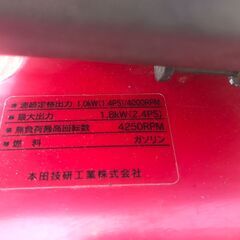 連続定格出力 1.0kW(1.4PS)/4200RPM
最大出力 1.8kW(2.4PS)
無負荷最高回転数 4250RPM
燃料 ガソリン
本田技研工業株式会社